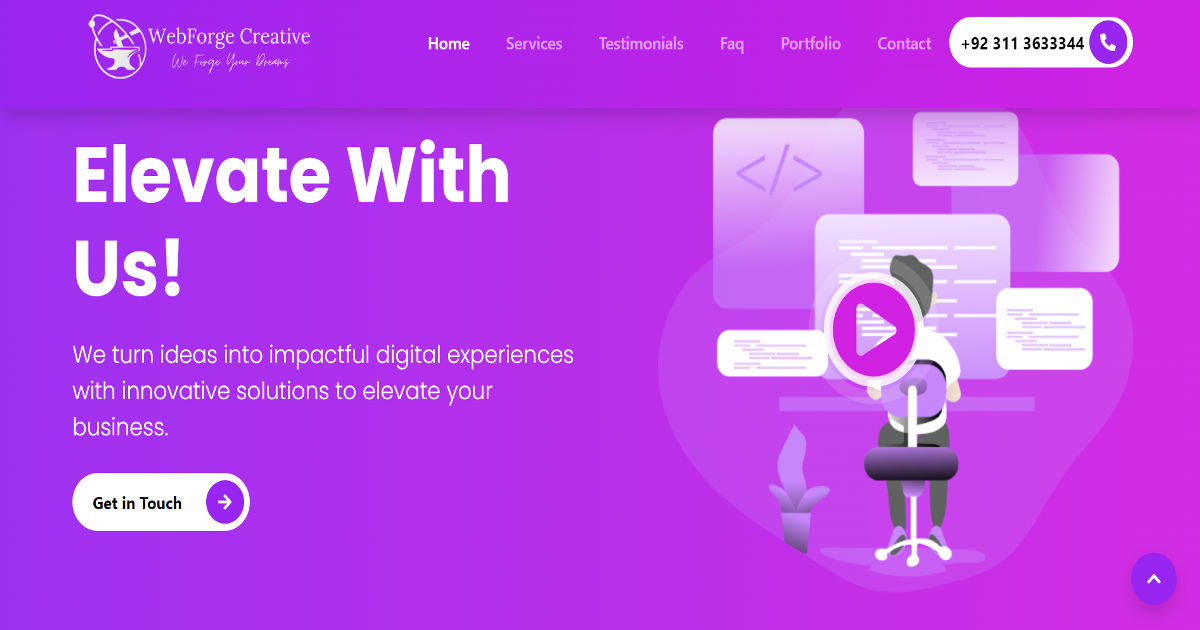 WebForge Creative
We Forge Your Dreams
Home Services Testimonials Faq Portfolio Contact +92 311 3633344
Elevate With
Us!
</>
We turn ideas into impactful digital experiences
with innovative solutions to elevate your
business.
Get in Touch